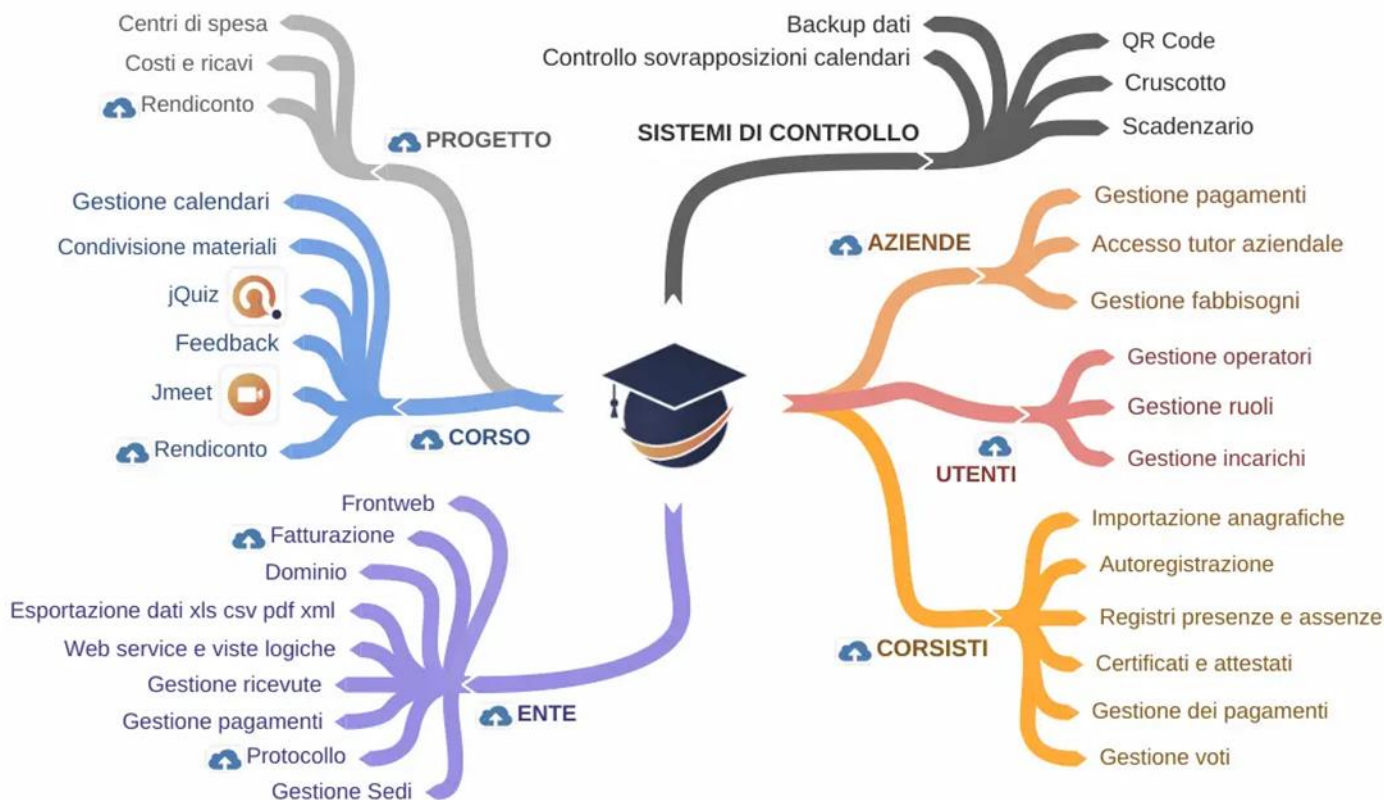 Centri di spesa
Costi e ricavi
Rendiconto
PROGETTO
Gestione calendari
Condivisione materiali
jQuiz
Feedback
Jmeet
Rendiconto
CORSO
Frontweb
Fatturazione
Dominio
Esportazione dati xls csv pdf xml
Web service e viste logiche
Gestione ricevute
Gestione pagamenti
Protocollo
Gestione Sedi
ENTE
Backup dati
Controllo sovrapposizioni calendari
SISTEMI DI CONTROLLO
QR Code
Cruscotto
Scadenzario
AZIENDE
Gestione pagamenti
Accesso tutor aziendale
Gestione fabbisogni
UTENTI
Gestione operatori
Gestione ruoli
Gestione incarichi
CORSISTI
Importazione anagrafiche
Autoregistrazione
Registri presenze e assenze
Certificati e attestati
Gestione dei pagamenti
Gestione voti